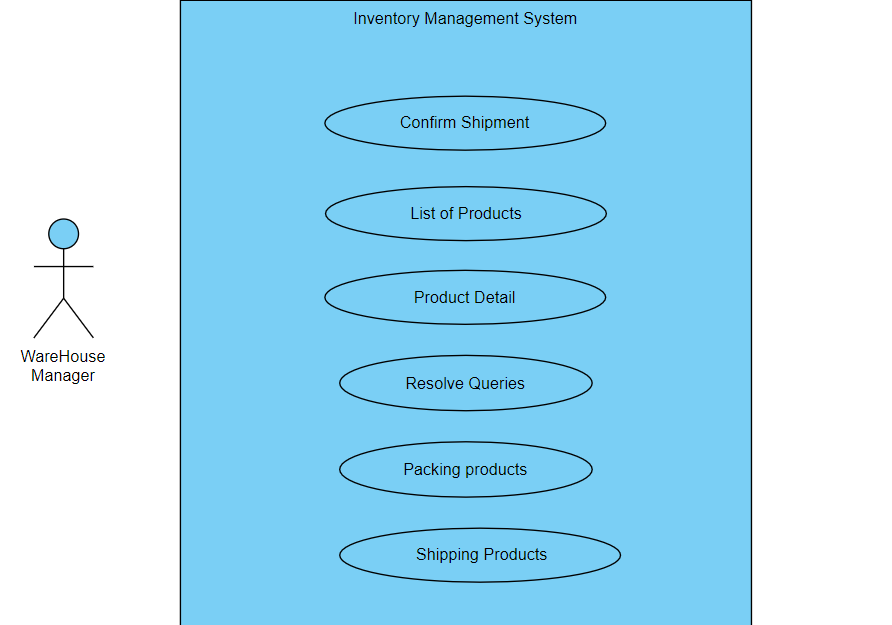 Inventory Management System
Confirm Shipment
List of Products
Product Detail
Resolve Queries
Packing products
Shipping Products
WareHouse
Manager